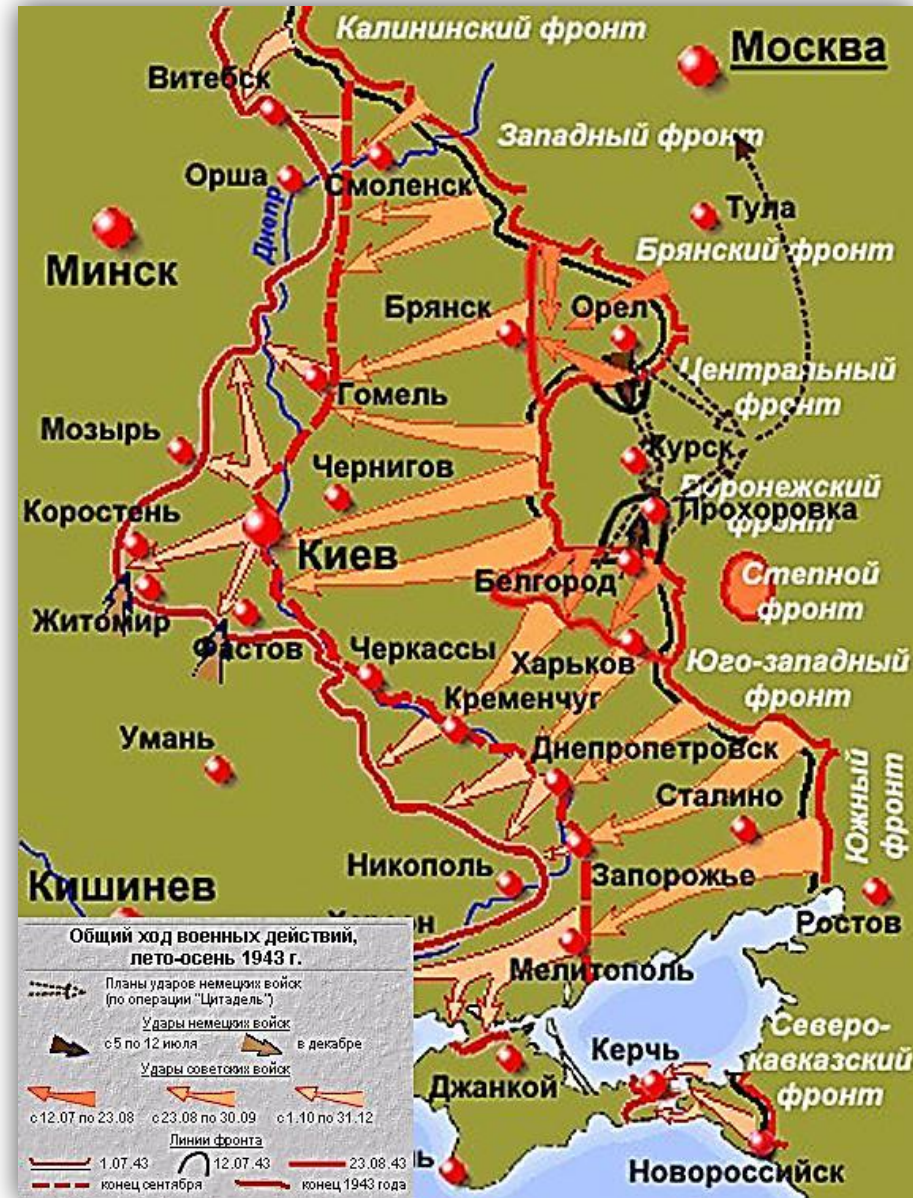 Калининский фронт
Москва
Витебск
Западный фронт
Орша
Смоленск
Днепр
Тула
Минск
Брянский фронт
Брянск
Орел
Центральный
фронт
Гомель
Мозырь
Курск
Чернигов
Воронежский
фронт
Прохоровка
Коростень
Киев
Белгород
Степной
фронт
Житомир
Фастов
Черкассы
Харьков
Юго-западный
фронт
Кременчуг
Умань
Днепропетровск
Сталино
Южный
фронт
Никополь
Запорожье
Кишинев
Ростов
Мелитополь
Северо-
кавказский
фронт
Керчь
Джанкой
Новороссийск
Общий ход военных действий,
лето-осень 1943 г.
Планы ударов немецких войск
(по операции "Цитадель")
Удары немецких войск
с 5 по 12 июля
в декабре
Удары советских войск
с 12.07 по 23.08
с 23.08 по 30.09
с 1.10 по 31.12
Линии фронта
1.07.43
12.07.43
23.08.43
конец сентября
конец 1943 года